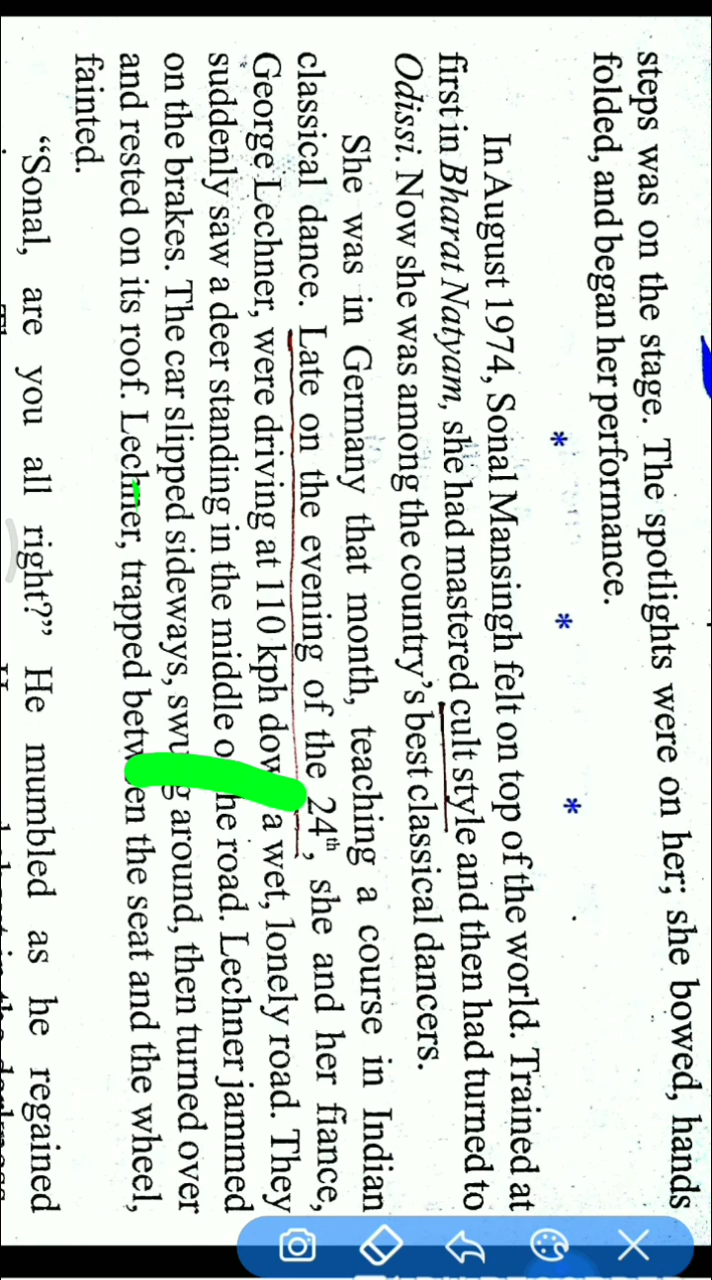 steps was on the stage. The spotlights were on her; she bowed, hands
folded, and began her performance.
* * *
In August 1974, Sonal Mansingh felt on top of the world. Trained at
first in Bharat Natyam, she had mastered cult style and then had turned to
Odissi. Now she was among the country's best classical dancers.
She was in Germany that month, teaching a course in Indian
classical dance. Late on the evening of the 24th, she and her fiance,
George Lechner, were driving at 110 kph a wet, lonely road. They
suddenly saw a deer standing in the middle the road. Lechner jammed
on the brakes. The car slipped sideways, around, then turned over
and rested on its roof. Lechner, trapped the seat and the wheel,
fainted.
“Sonal, are you all right?” He mumbled as he regained